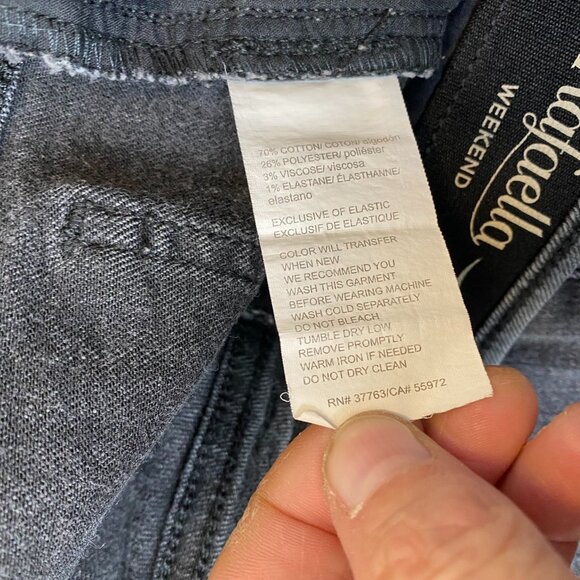 70% COTTON/ COTON/ algodón
26% POLYESTER/ poliéster
3% VISCOSE/ viscosa
1% ELASTANE/ ÉLASTHANNE/
elastano
EXCLUSIVE OF ELASTIC
EXCLUSIF DE ELASTIQUE
COLOR WILL TRANSFER
WHEN NEW
WE RECOMMEND YOU
WASH THIS GARMENT
BEFORE WEARING MACHINE
WASH COLD SEPARATELY
DO NOT BLEACH
TUMBLE DRY LOW
REMOVE PROMPTLY
WARM IRON IF NEEDED
DO NOT DRY CLEAN
RN# 37763/CA# 55972
Rafaella
WEEKEND